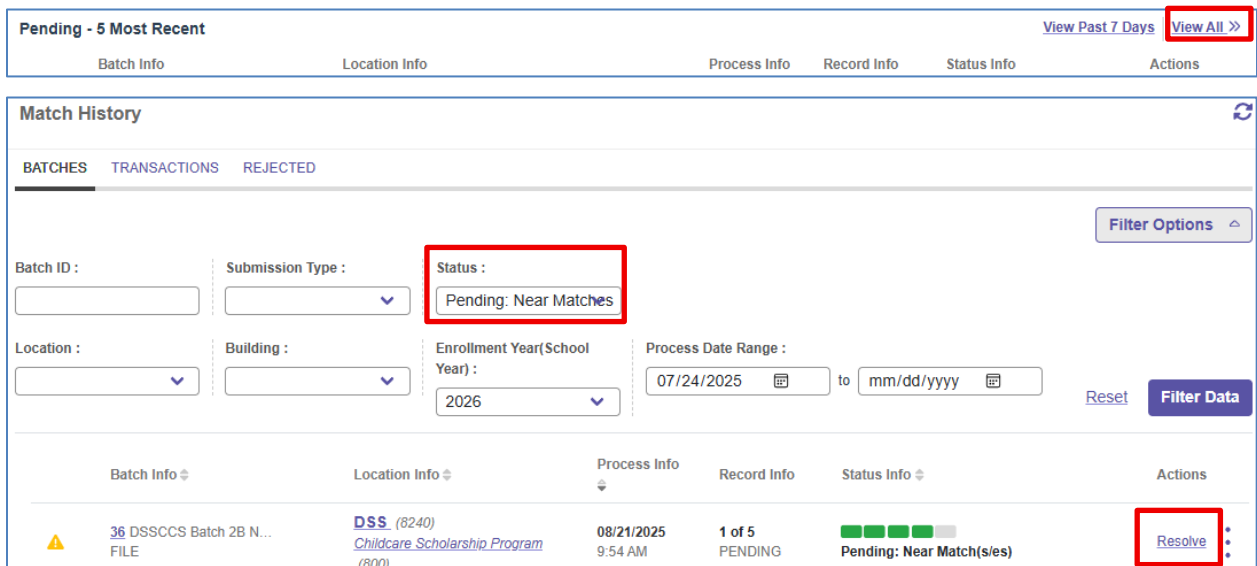 Pending - 5 Most Recent
View Past 7 Days
View All >>
Batch Info
Location Info
Process Info
Record Info
Status Info
Actions
Match History
BATCHES
TRANSACTIONS
REJECTED
Filter Options
Batch ID :
Submission Type :
Status :
Pending: Near Matches
Location :
Building :
Enrollment Year(School
Year) :
Process Date Range :
2026
07/24/2025
to
mm/dd/yyyy
Reset
Filter Data
Batch Info
Location Info
Process Info
Record Info
Status Info
Actions
36 DSSCCS Batch 2B N...
FILE
DSS (8240)
Childcare Scholarship Program
(800)
08/21/2025
9:54 AM
1 of 5
PENDING
Pending: Near Match(s/es)
Resolve